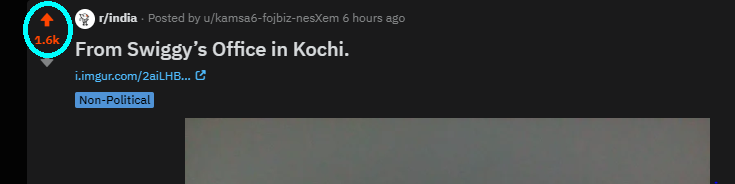 r/india · Posted by u/kamsa6-fojbiz-nesXem 6 hours ago
1.6k
From Swiggy's Office in Kochi.
i.imgur.com/2aiLHB...
Non-Political